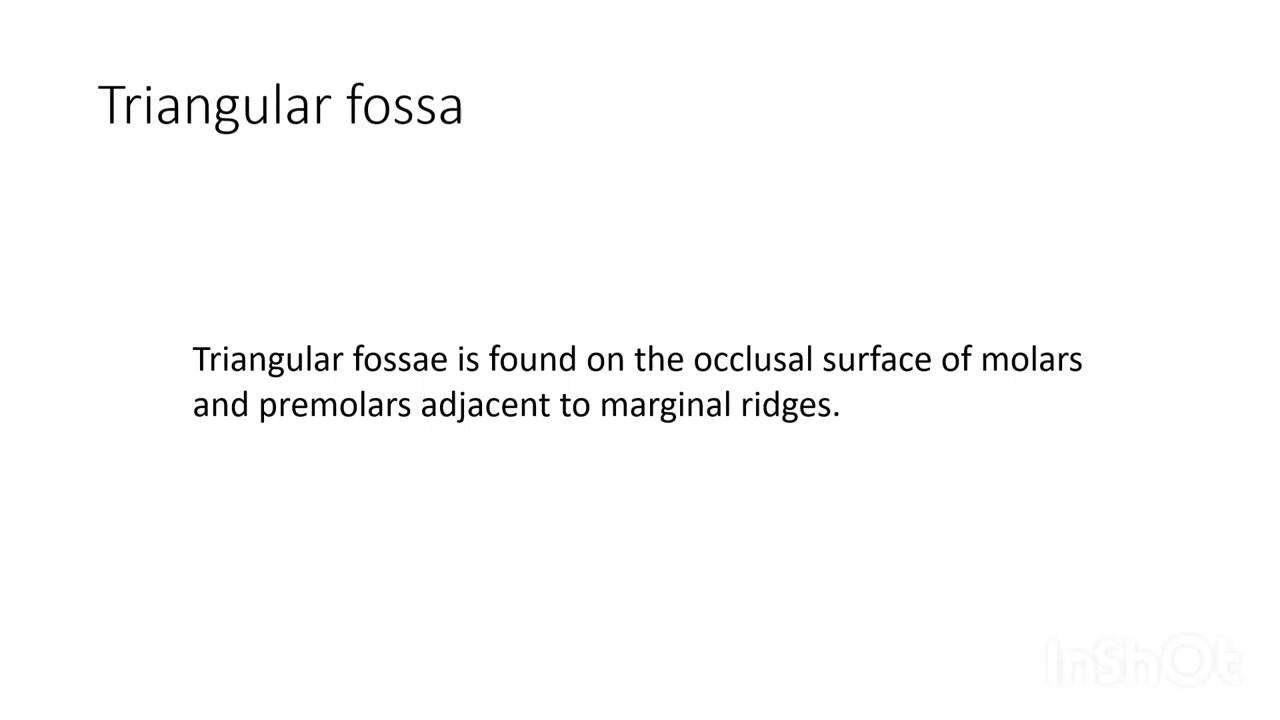 Triangular fossa
Triangular fossae is found on the occlusal surface of molars
and premolars adjacent to marginal ridges.
InShOt